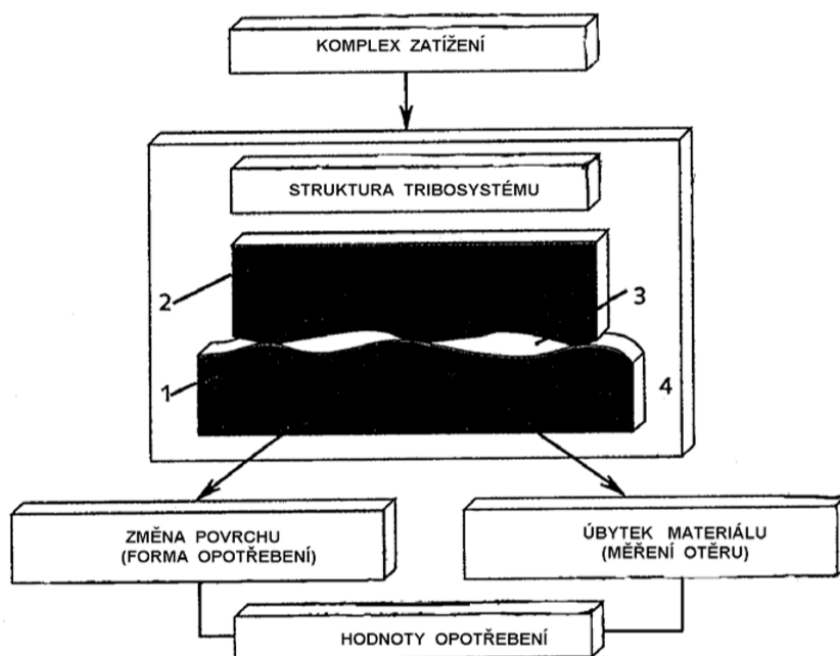 KOMPLEX ZATÍŽENÍ
STRUKTURA TRIBOSYSTÉMU
2
3
1
4
ZMĚNA POVRCHU
(FORMA OPOTŘEBENÍ)
ÚBYTEK MATERIÁLU
(MĚŘENÍ OTĚRU)
HODNOTY OPOTŘEBENÍ